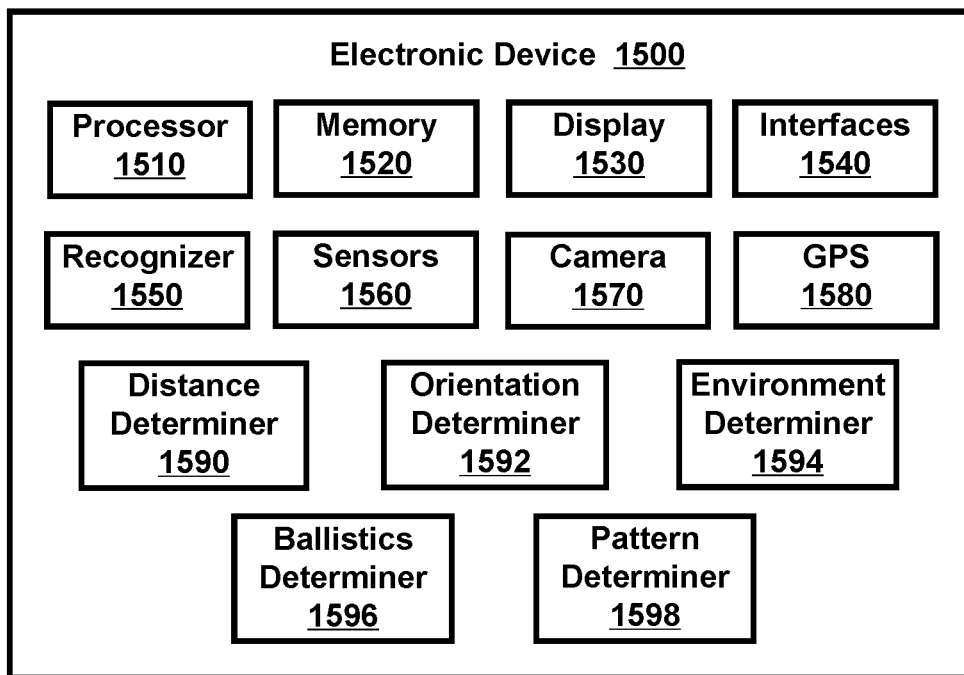 Electronic Device 1500
Processor
1510
Memory
1520
Display
1530
Interfaces
1540
Recognizer
1550
Sensors
1560
Camera
1570
GPS
1580
Distance
Determiner
1590
Orientation
Determiner
1592
Environment
Determiner
1594
Ballistics
Determiner
1596
Pattern
Determiner
1598